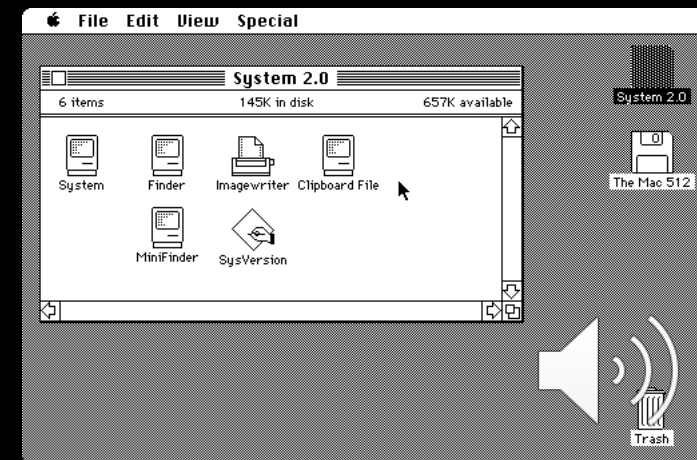 File Edit View Special
System 2.0
6 items 145K in disk 657K available
System Finder Imagewriter Clipboard File
MiniFinder SysVersion
System 2.0
The Mac 512
Trash